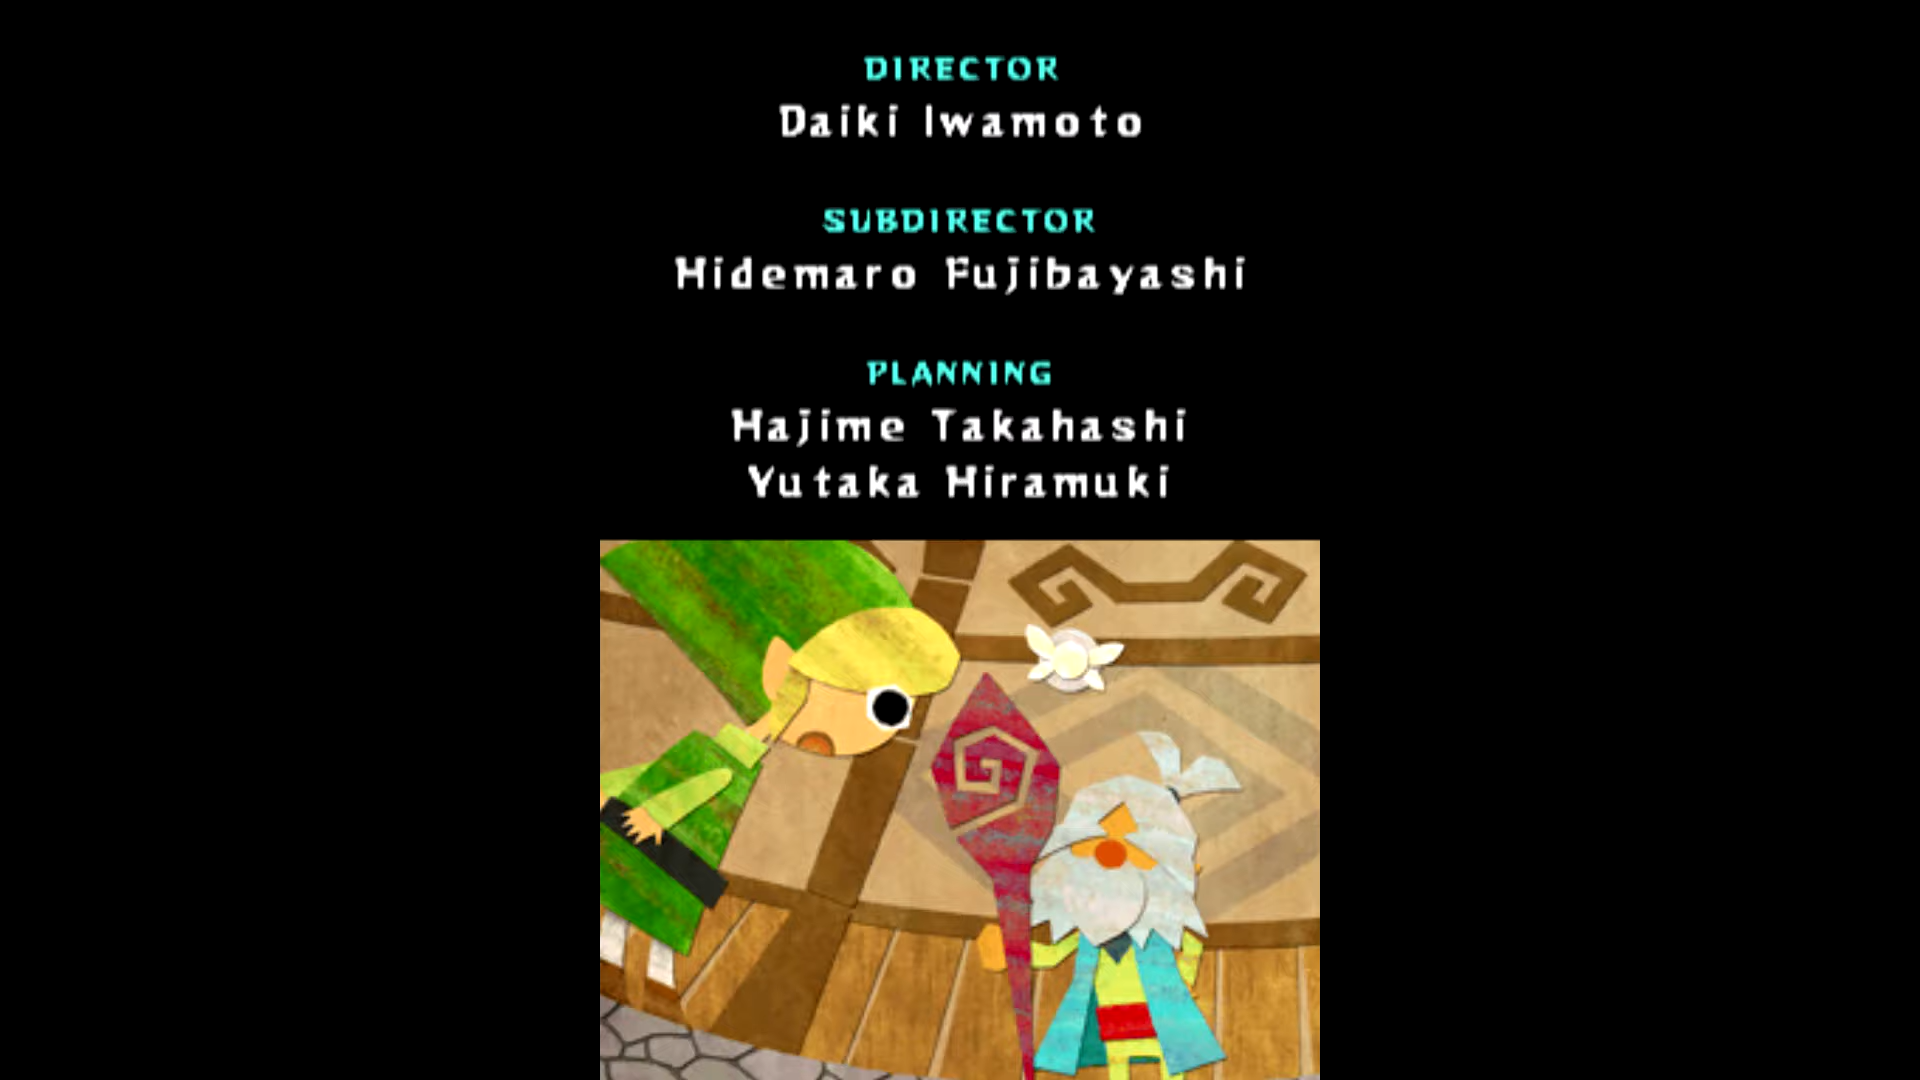 DIRECTOR
Daiki Iwamoto
SUBDIRECTOR
Hidemaro Fujibayashi
PLANNING
Hajime Takahashi
Yutaka Hiramuki